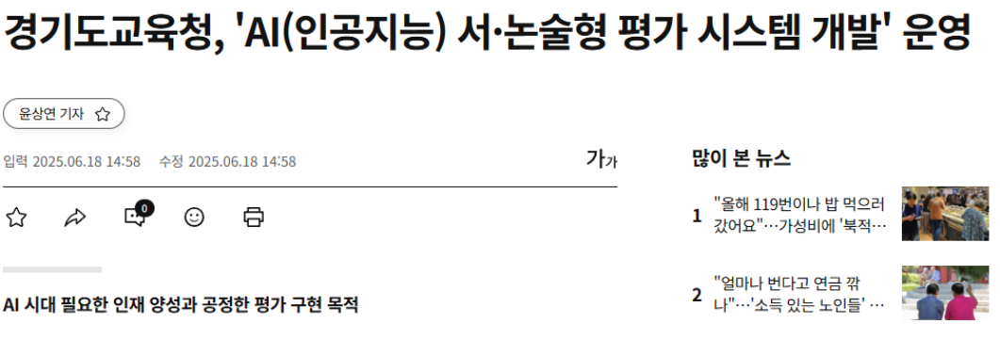 경기도교육청, 'AI(인공지능) 서·논술형 평가 시스템 개발' 운영
윤상연 기자
입력 2025.06.18 14:58 수정 2025.06.18 14:58
가가
0
AI 시대 필요한 인재 양성과 공정한 평가 구현 목적
많이 본 뉴스
1
"올해 119번이나 밥 먹으러
갔어요"…가성비에 '북적…
2
"얼마나 번다고 연금 깎
나"…'소득 있는 노인들' …